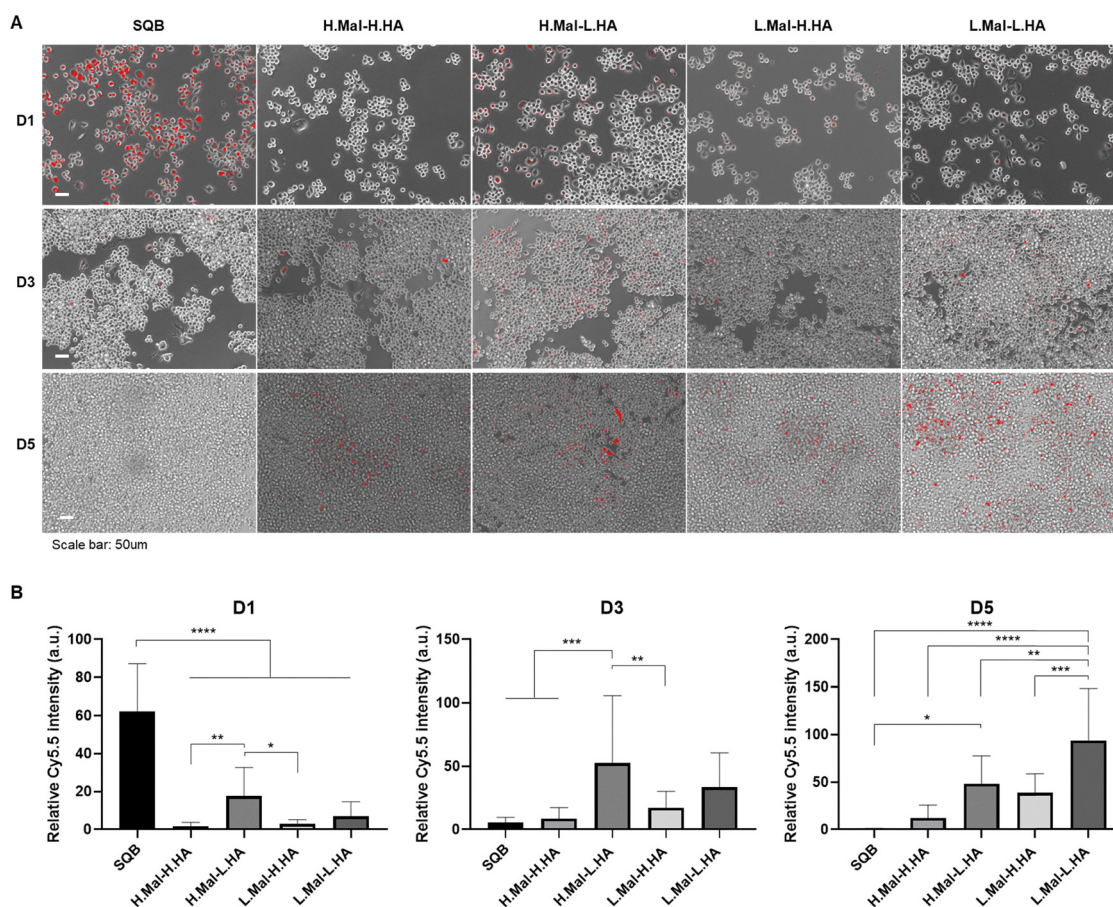 A
SQB H.Mal-H.HA H.Mal-L.HA L.Mal-H.HA L.Mal-L.HA
D1
D3
D5
Scale bar: 50um
B
D1 D3 D5
Relative Cy5.5 intensity (a.u.)
100
80
60
40
20
0
****
**
*
SQB H.Mal-H.HA H.Mal-L.HA L.Mal-H.HA L.Mal-L.HA
Relative Cy5.5 intensity (a.u.)
150
100
50
0
***
**
SQB H.Mal-H.HA H.Mal-L.HA L.Mal-H.HA L.Mal-L.HA
Relative Cy5.5 intensity (a.u.)
200
150
100
50
0
****
****
**
***
*
SQB H.Mal-H.HA H.Mal-L.HA L.Mal-H.HA L.Mal-L.HA